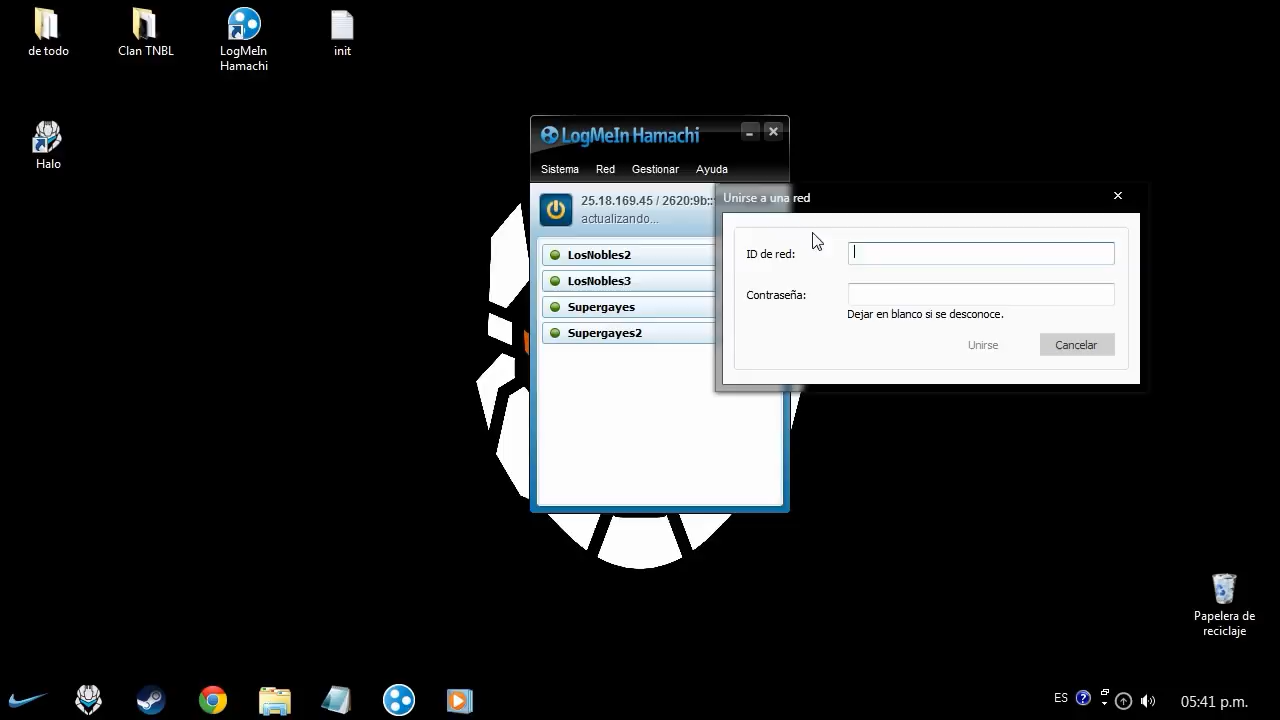 de todo
Clan TNBL
LogMeIn
Hamachi
init
Halo
LogMeIn Hamachi
Sistema
Red
Gestionar
Ayuda
25.18.169.45 / 2620:9b::
actualizando...
LosNobles2
LosNobles3
Supergayes
Supergayes2
Unirse a una red
ID de red:
Contraseña:
Dejar en blanco si se desconoce.
Unirse
Cancelar
Papelera de
reciclaje
ES
05:41 p.m.